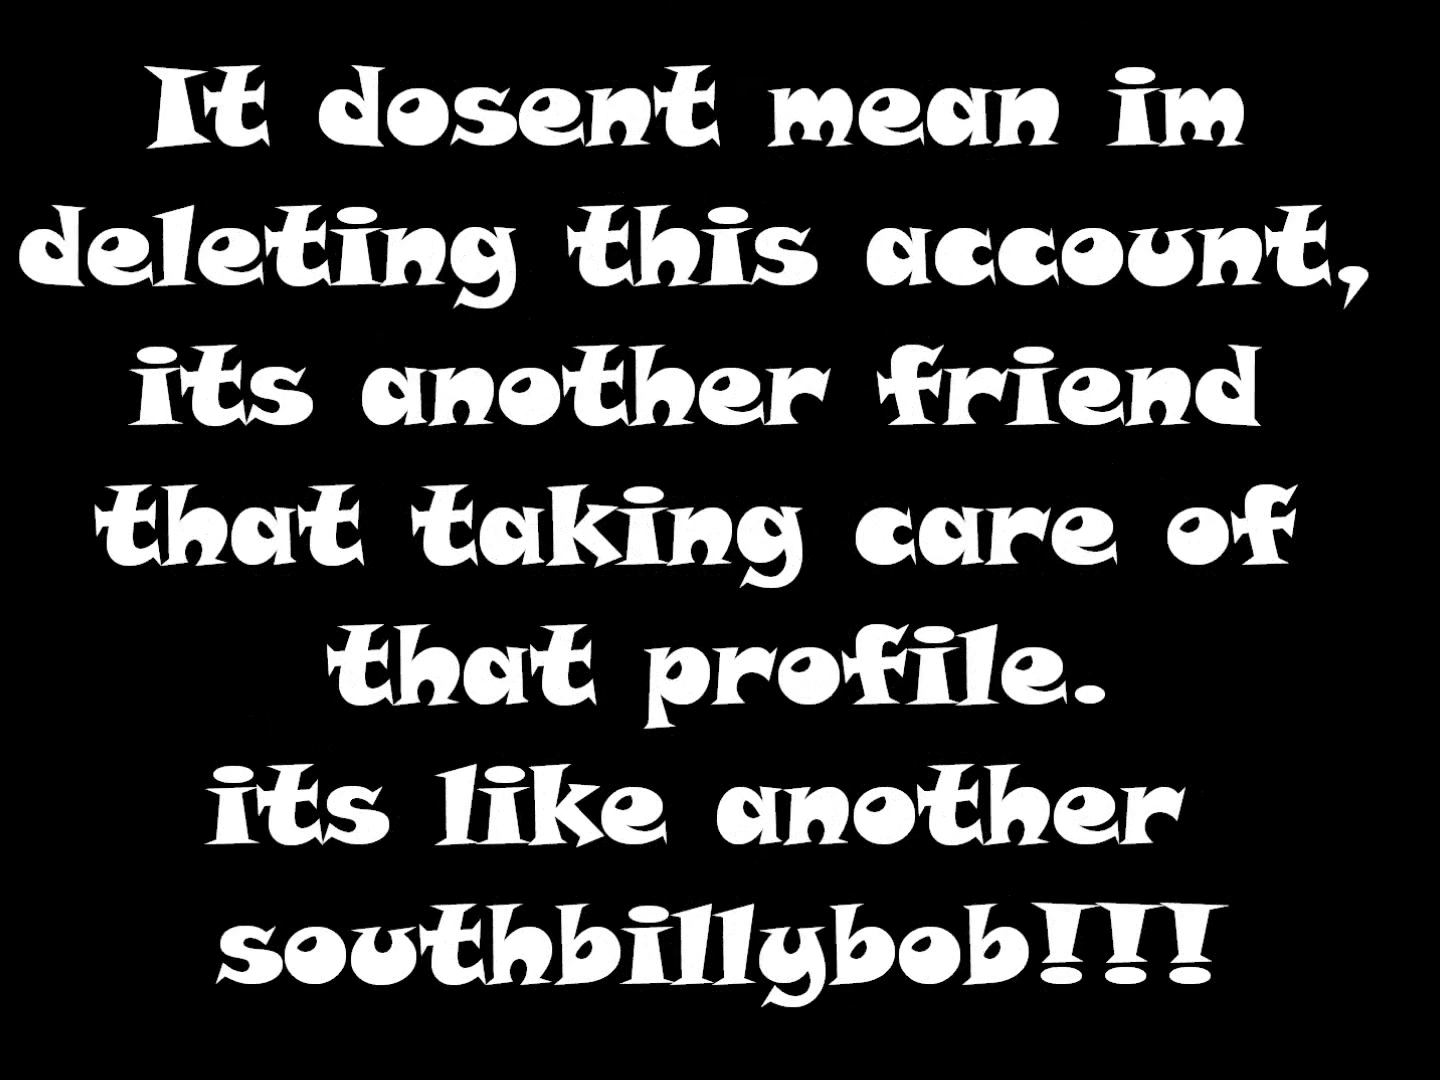 It dosent mean im
deleting this account,
its another friend
that taking care of
that profile.
its like another
southbillybob!!!